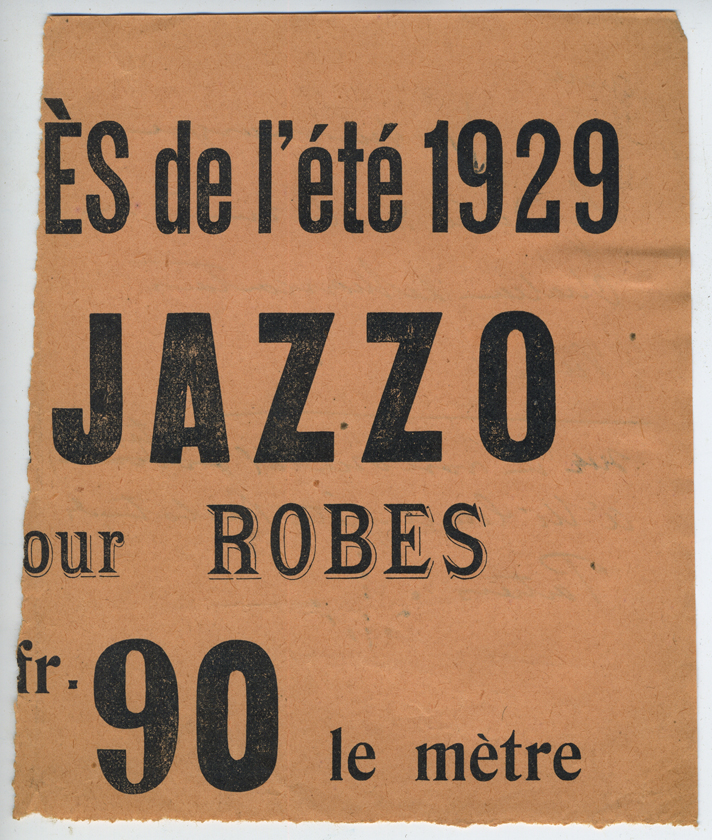 ÈS de l'été 1929
JAZZO
our ROBES
fr. 90 le mètre